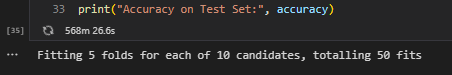 33 print("Accuracy on Test Set:", accuracy)
[35] 568m 26.6s
... Fitting 5 folds for each of 10 candidates, totalling 50 fits